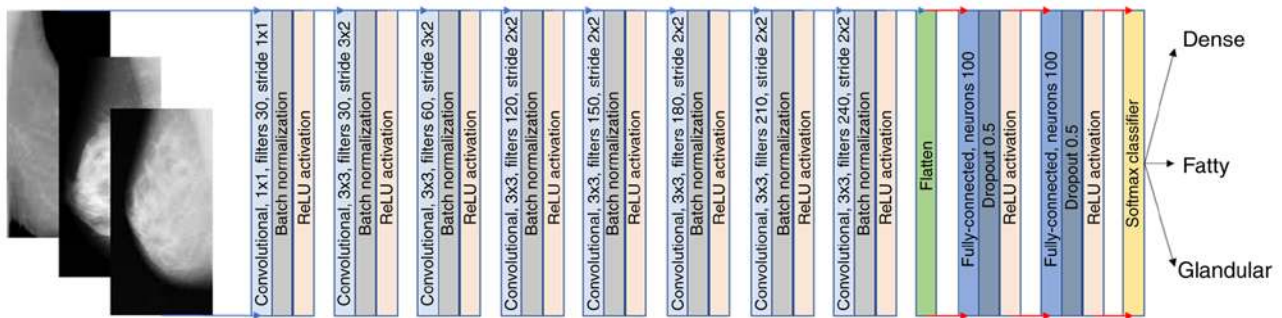 Convolutional, 1x1, filters 30, stride 1x1
Batch normalization
ReLU activation
Convolutional, 3x3, filters 30, stride 3x2
Batch normalization
ReLU activation
Convolutional, 3x3, filters 60, stride 3x2
Batch normalization
ReLU activation
Convolutional, 3x3, filters 120, stride 2x2
Batch normalization
ReLU activation
Convolutional, 3x3, filters 150, stride 2x2
Batch normalization
ReLU activation
Convolutional, 3x3, filters 180, stride 2x2
Batch normalization
ReLU activation
Convolutional, 3x3, filters 210, stride 2x2
Batch normalization
ReLU activation
Convolutional, 3x3, filters 240, stride 2x2
Batch normalization
ReLU activation
Flatten
Fully-connected, neurons 100
Dropout 0.5
ReLU activation
Fully-connected, neurons 100
Dropout 0.5
ReLU activation
Softmax classifier
Dense
Fatty
Glandular